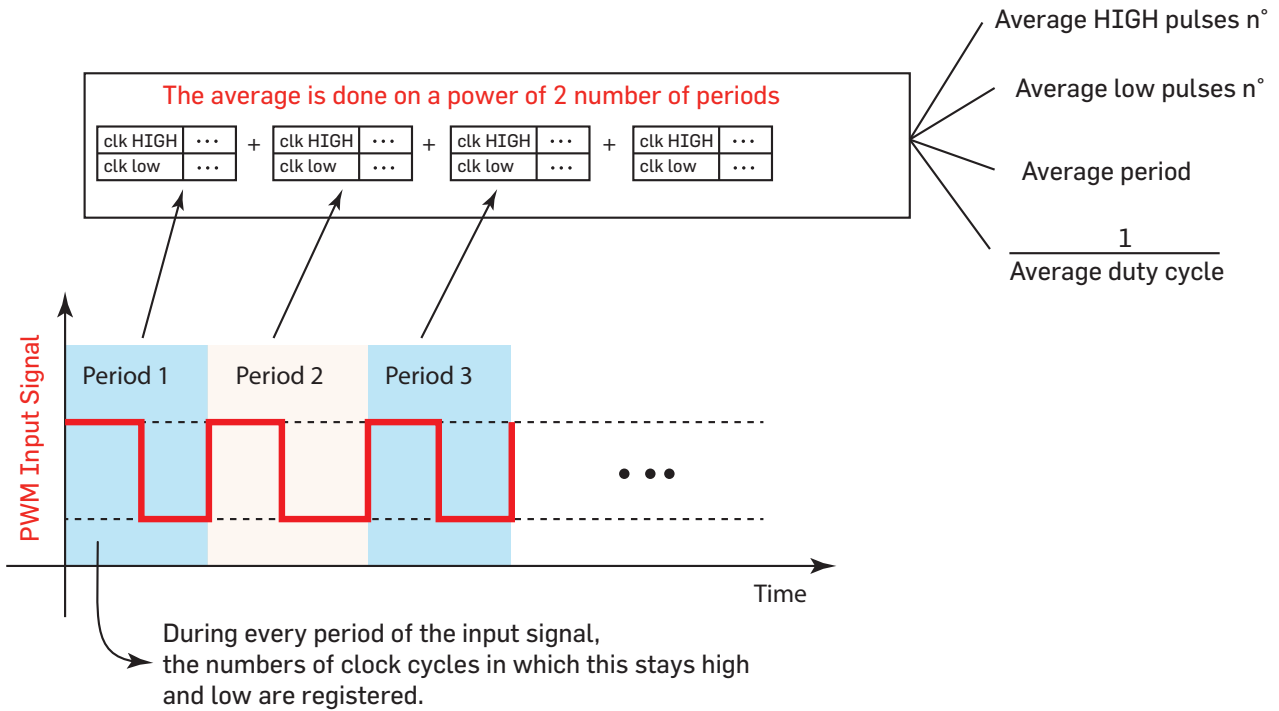 Average HIGH pulses n°
The average is done on a power of 2 number of periods
Average low pulses n°
clk HIGH ••• + clk HIGH ••• + clk HIGH ••• + clk HIGH •••
clk low ••• clk low ••• clk low ••• clk low •••
Average period
1
Average duty cycle
PWM Input Signal
Period 1 Period 2 Period 3
•••
Time
During every period of the input signal,
the numbers of clock cycles in which this stays high
and low are registered.